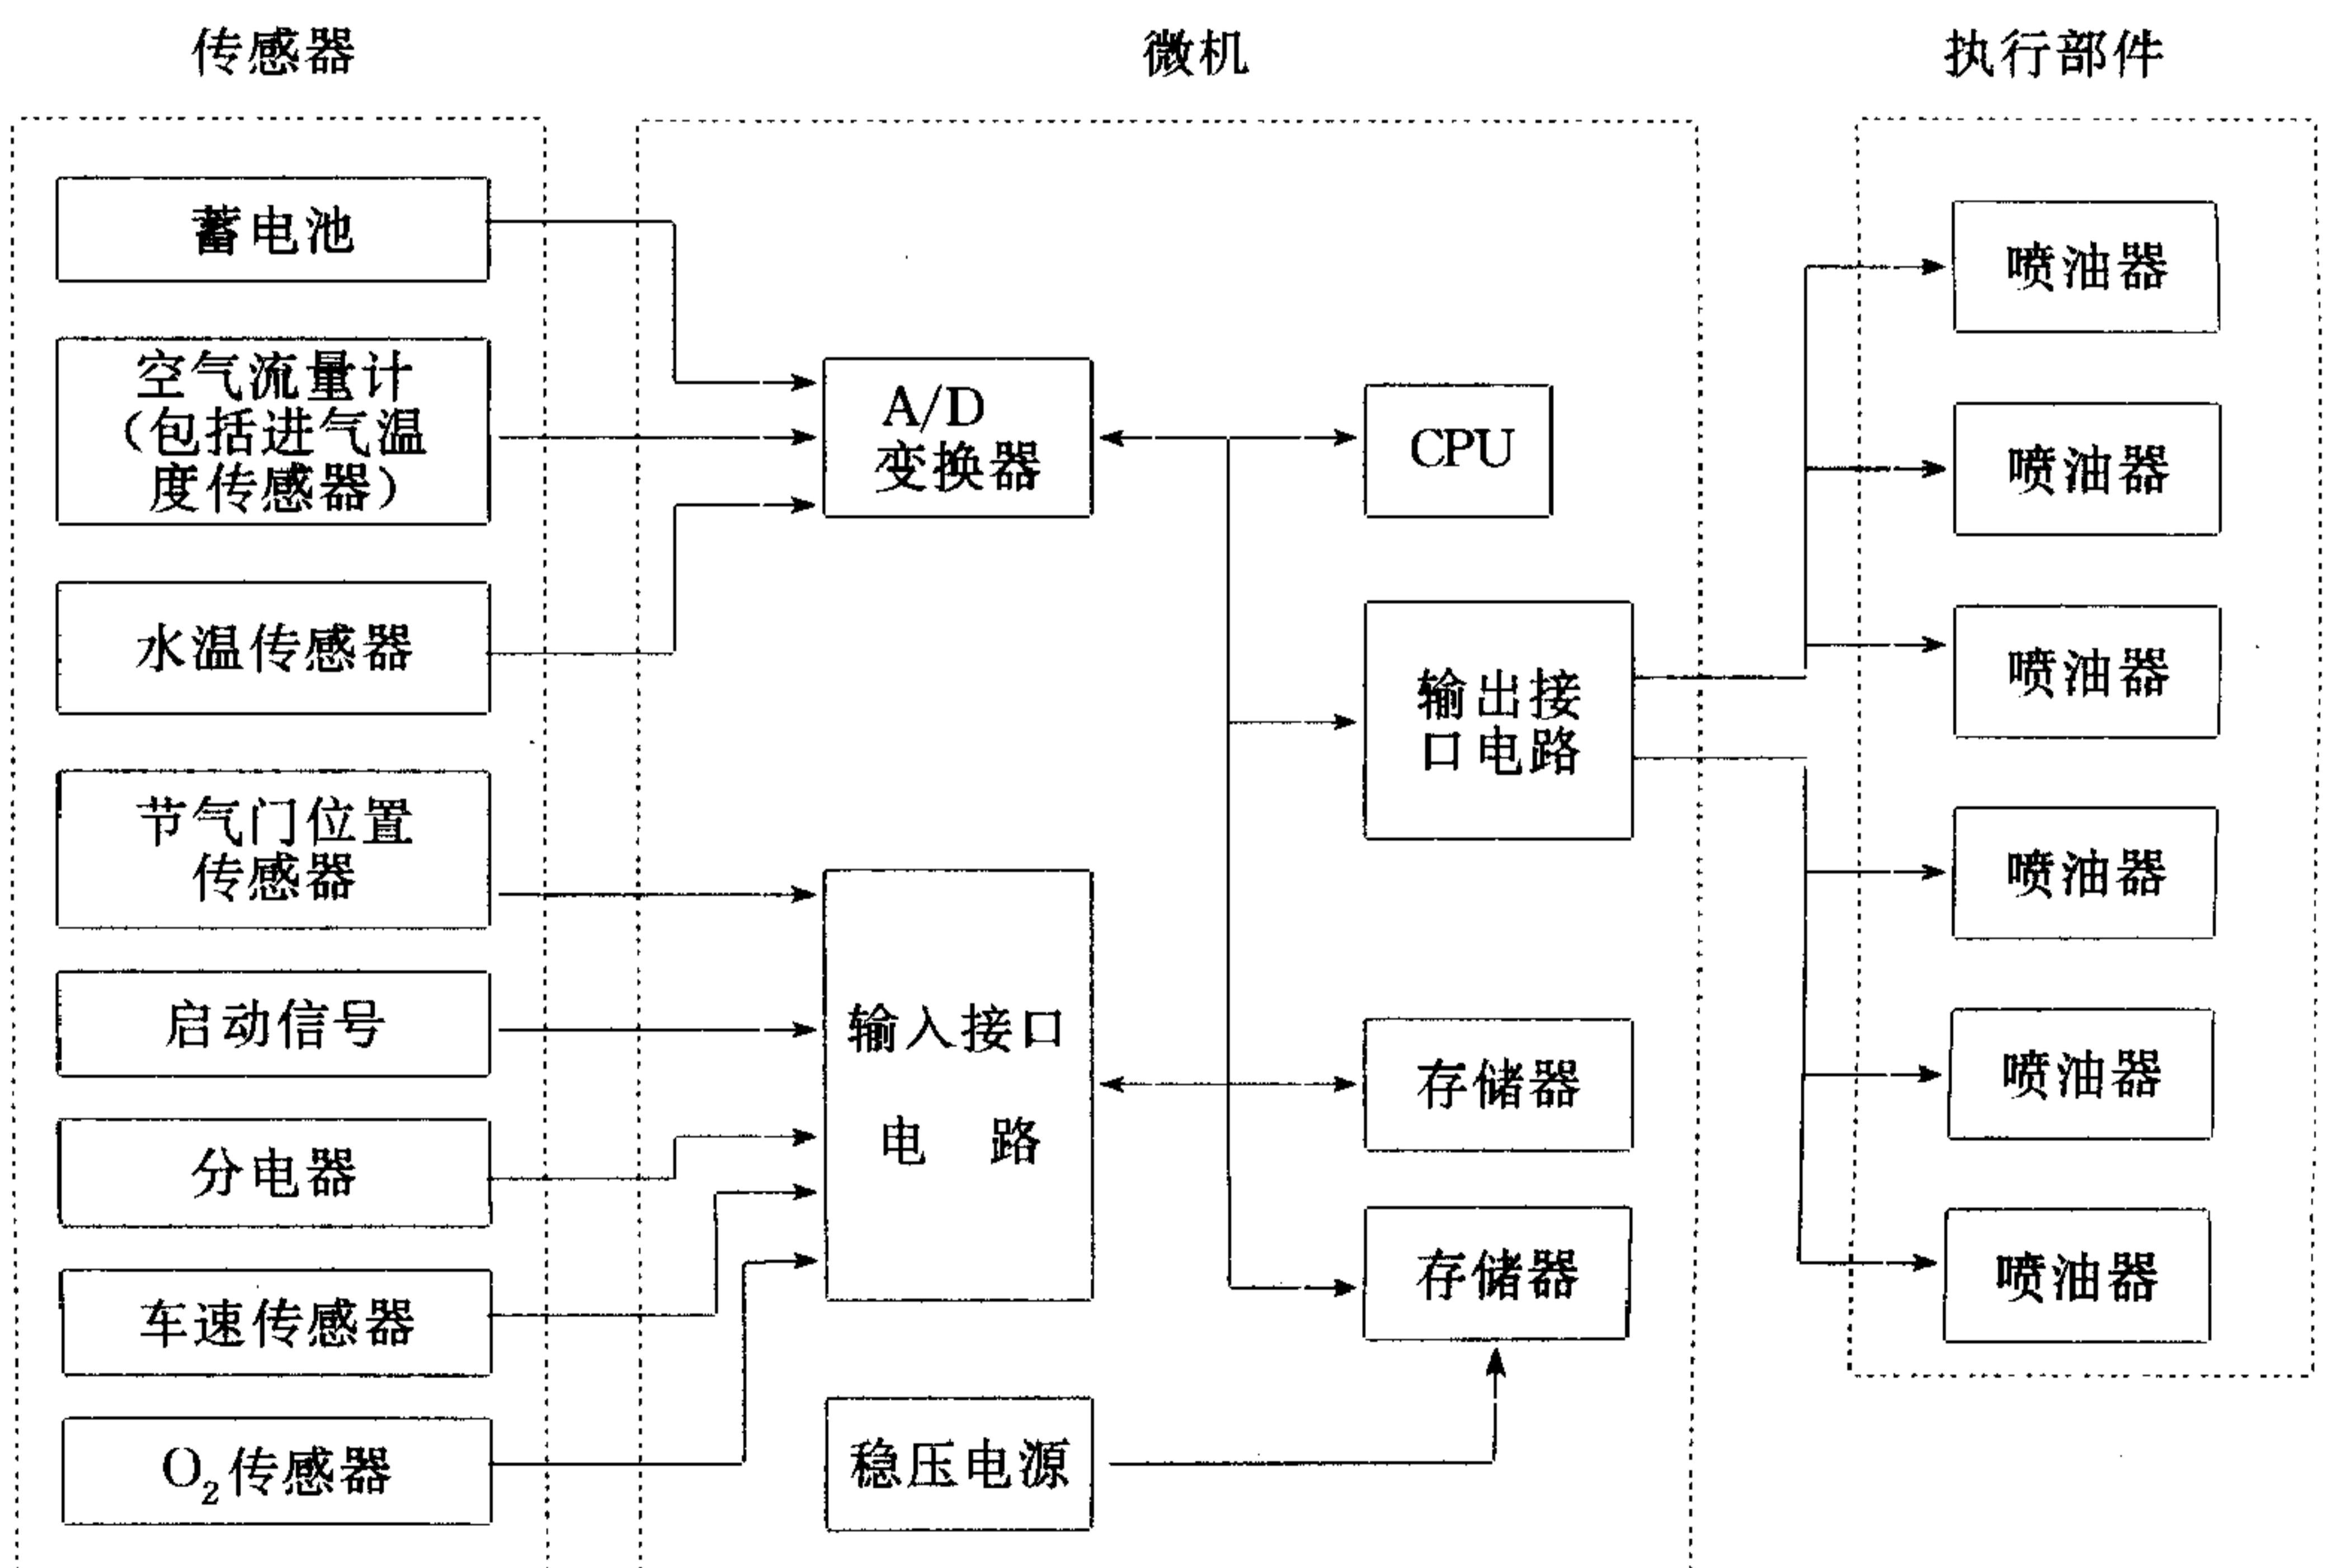 传感器
微机
执行部件
蓄电池
空气流量计
（包括进气温
度传感器）
水温传感器
节气门位置
传感器
启动信号
分电器
车速传感器
O₂传感器
A/D
变换器
输入接口
电 路
稳压电源
CPU
输出接
口电路
存储器
存储器
喷油器
喷油器
喷油器
喷油器
喷油器
喷油器